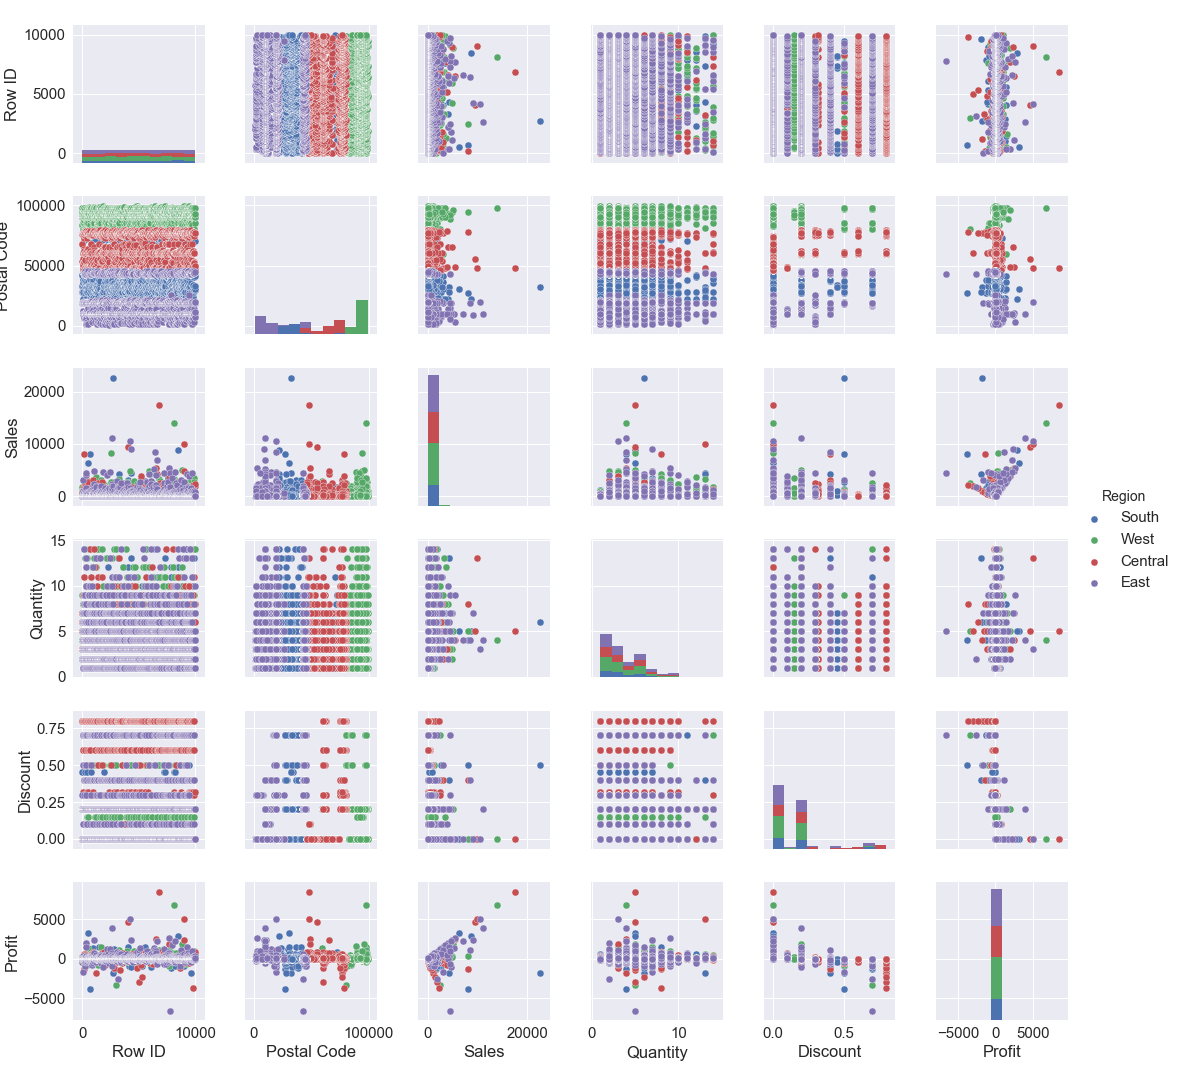 10000
5000
0
Row ID
100000
50000
0
Postal Code
20000
10000
0
Sales
15
10
5
0
Quantity
0.75
0.50
0.25
0.00
Discount
5000
0
−5000
Profit
0 10000 0 100000 0 20000 0 10 0.0 0.5 −5000 0 5000
Row ID Postal Code Sales Quantity Discount Profit
Region
South
West
Central
East